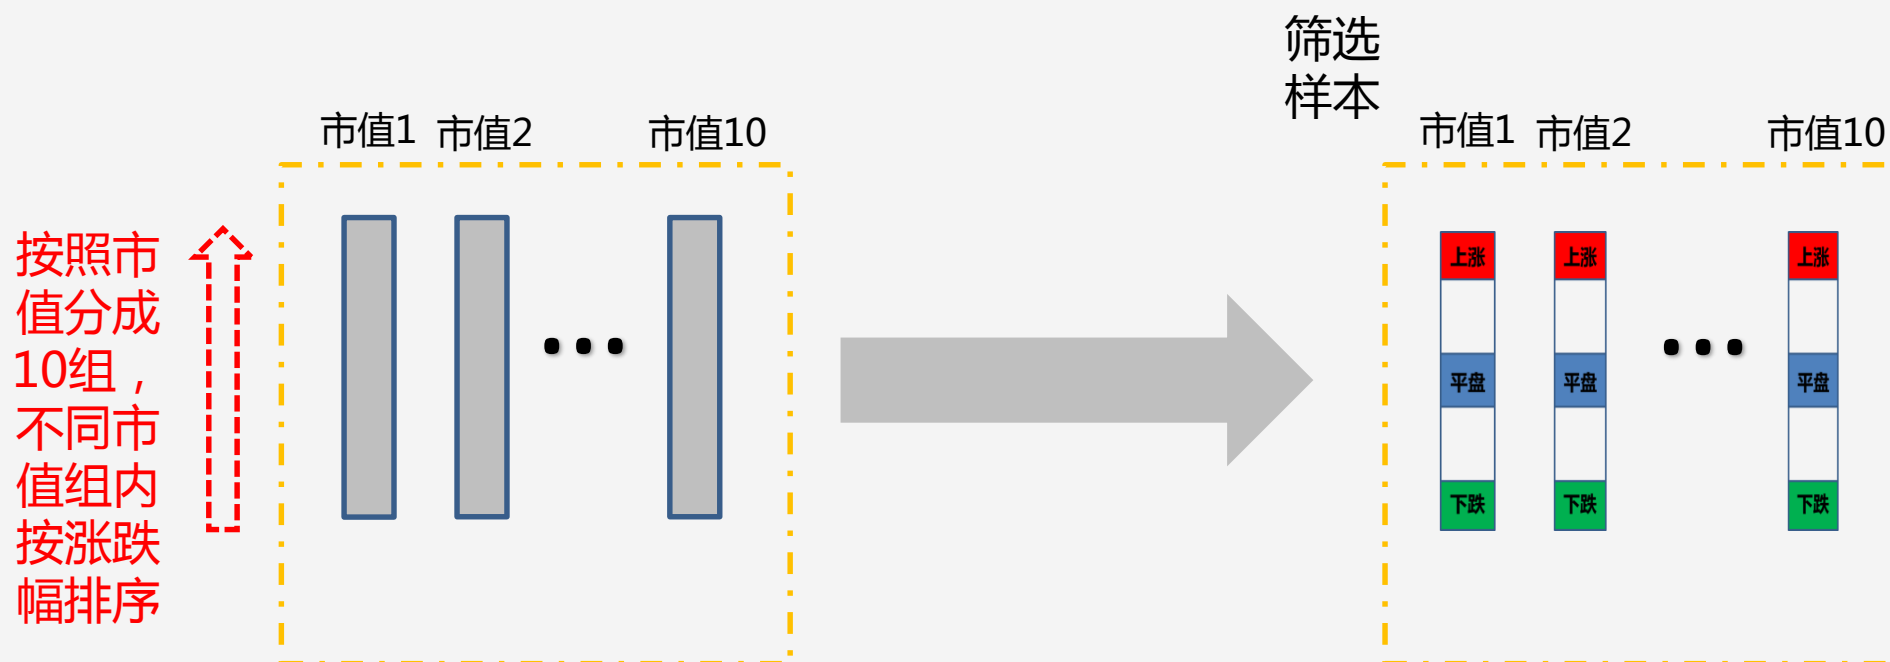 筛选
样本
市值1 市值2 市值10
市值1 市值2 市值10
按照市
值分成
10组，
不同市
值组内
按涨跌
幅排序
上涨 上涨 上涨
平盘 平盘 平盘
下跌 下跌 下跌